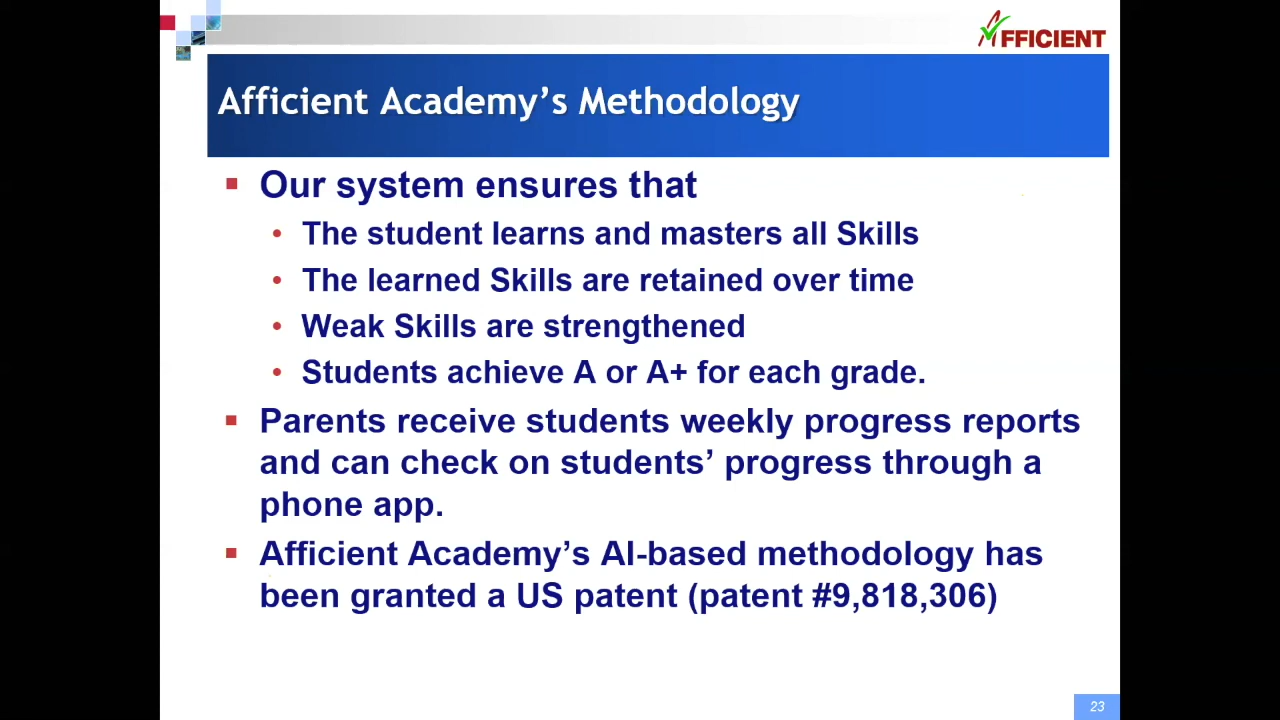 AFFICIENT
Afficient Academy’s Methodology
Our system ensures that
The student learns and masters all Skills
The learned Skills are retained over time
Weak Skills are strengthened
Students achieve A or A+ for each grade.
Parents receive students weekly progress reports
and can check on students’ progress through a
phone app.
Afficient Academy’s AI-based methodology has
been granted a US patent (patent #9,818,306)
23